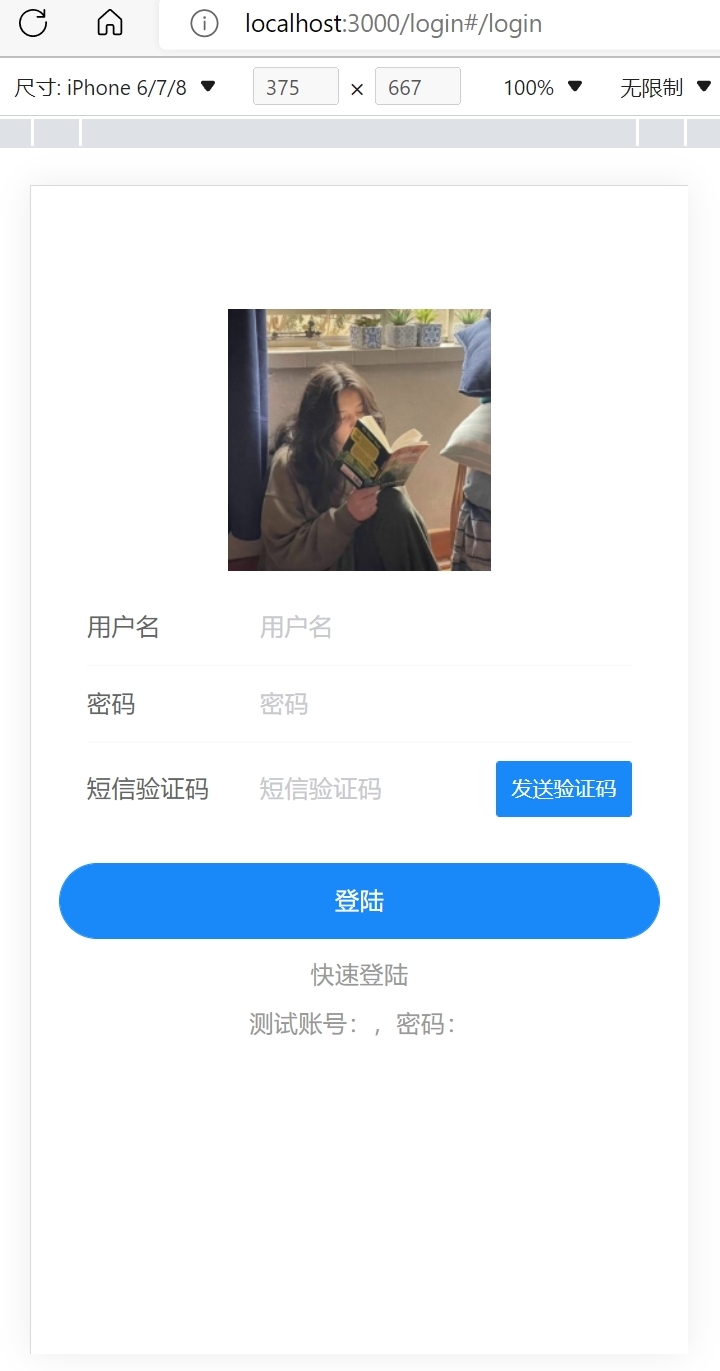 localhost:3000/login#/login
尺寸: iPhone 6/7/8 ▼ 375 × 667 100% ▼ 无限制 ▼
用户名 用户名
密码 密码
短信验证码 短信验证码 发送验证码
登陆
快速登陆
测试账号：，密码：